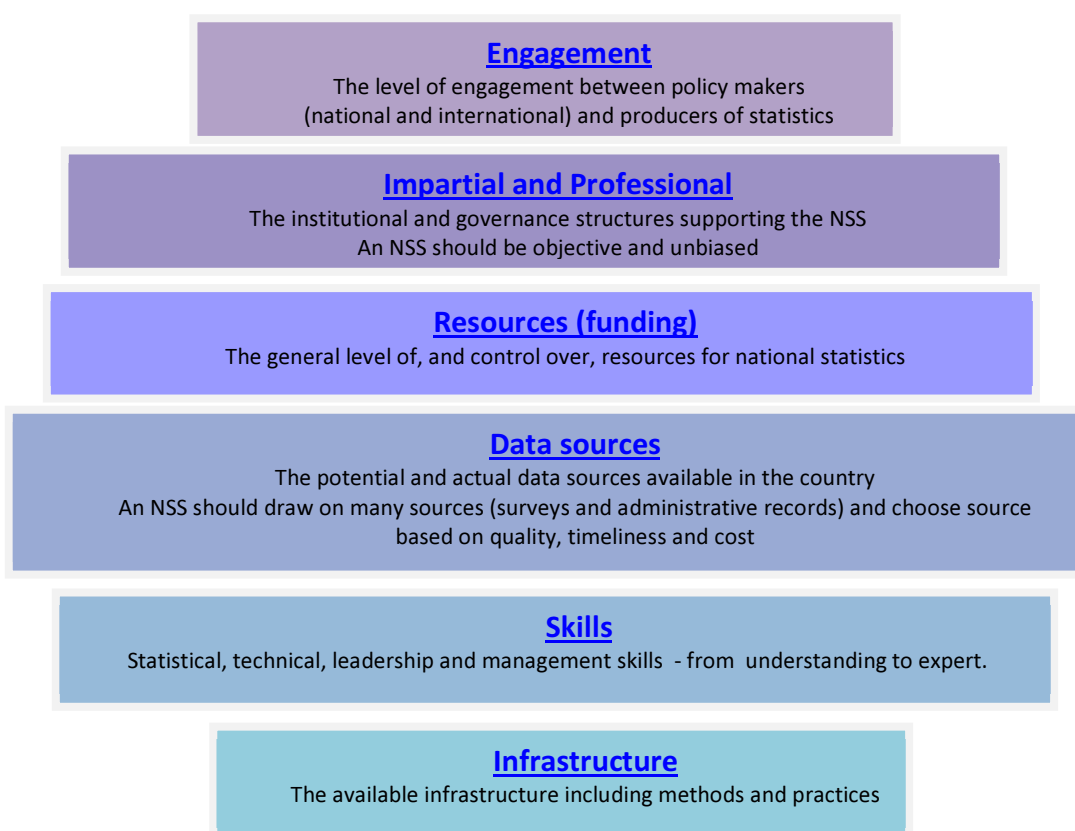 Engagement
The level of engagement between policy makers
(national and international) and producers of statistics
Impartial and Professional
The institutional and governance structures supporting the NSS
An NSS should be objective and unbiased
Resources (funding)
The general level of, and control over, resources for national statistics
Data sources
The potential and actual data sources available in the country
An NSS should draw on many sources (surveys and administrative records) and choose source
based on quality, timeliness and cost
Skills
Statistical, technical, leadership and management skills  - from  understanding to expert.
Infrastructure
The available infrastructure including methods and practices